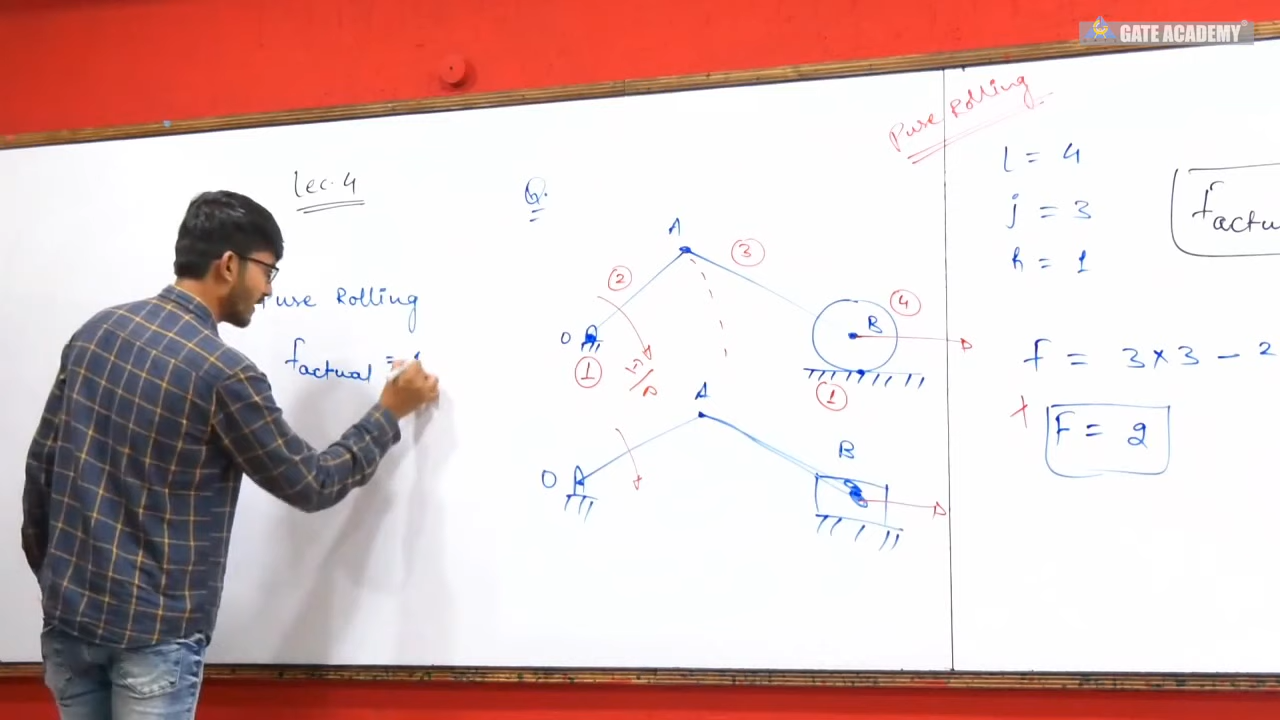 GATE ACADEMY
Lec. 4
Pure Rolling
factual =
Q.
A
2
3
O
1
I/P
B
4
1
A
O
B
Pure Rolling
l = 4
j = 3
h = 1
F = 3×3 - 2
× F = 2